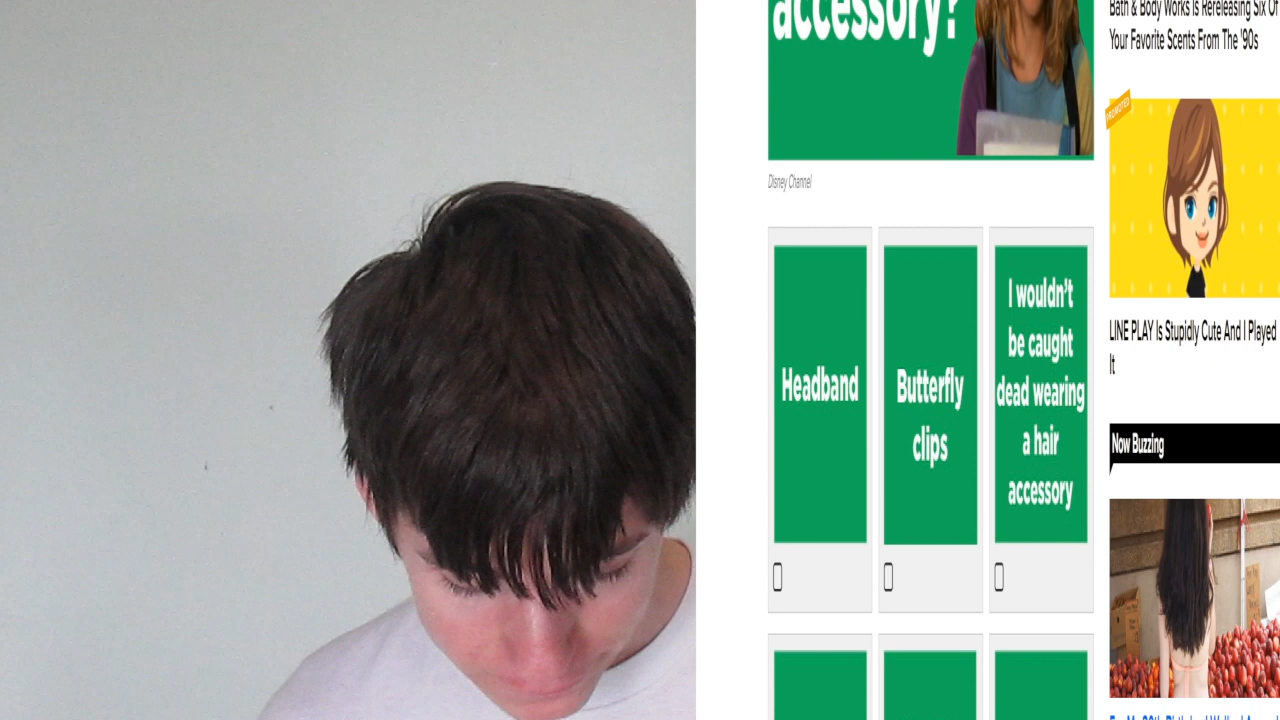 accessory?
Disney Channel
Headband
Butterfly
clips
I wouldn't
be caught
dead wearing
a hair
accessory
Bath & Body Works Is Rereleasing Six Of
Your Favorite Scents From The '90s
PROMOTED
LINE PLAY Is Stupidly Cute And I Played
It
Now Buzzing